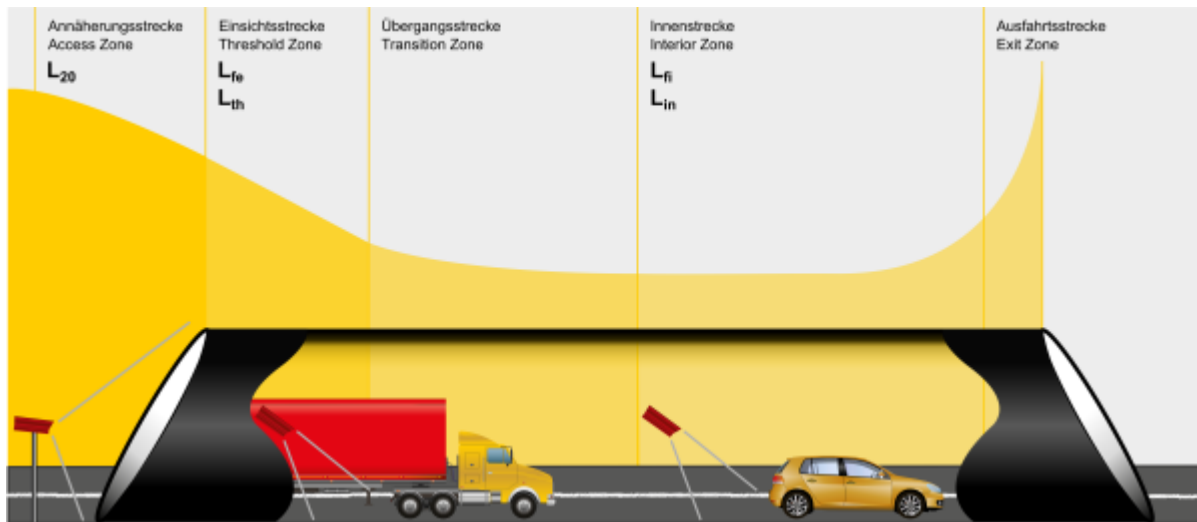 Annäherungsstrecke
Access Zone
L20
Einsichtsstrecke
Threshold Zone
Lfe
Lth
Übergangsstrecke
Transition Zone
Innenstrecke
Interior Zone
Lfi
Lin
Ausfahrtsstrecke
Exit Zone